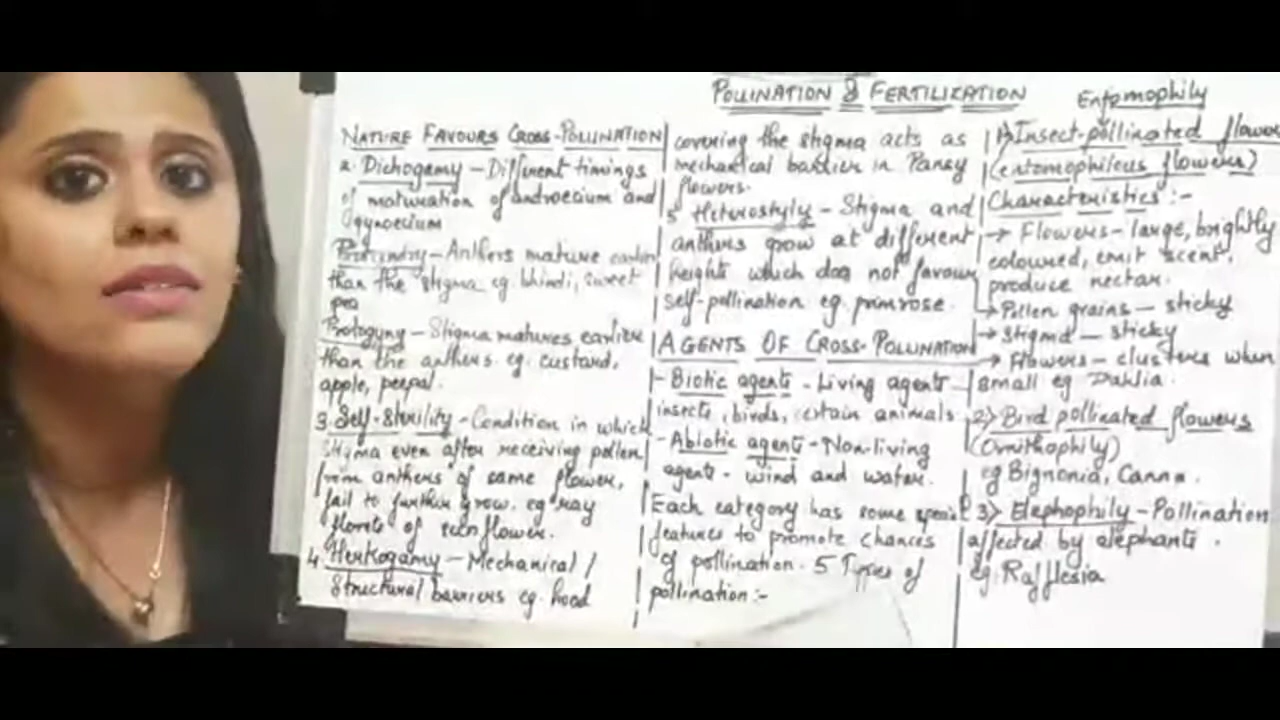 POLLINATION & FERTILIZATION
NATURE FAVOURS CROSS-POLLINATION
2. Dichogamy – Different timings
of maturation of androecium and
gynoecium
Protandry – Anthers mature earlier
than the stigma eg. bhindi, sweet
pea
Protogyny – Stigma matures earlier
than the anthers. eg. custard,
apple, peepal.
3. Self-Sterility – Condition in which
stigma even after receiving pollen
from anthers of same flower,
fail to further grow. eg ray
florets of sunflower.
4. Herkogamy – Mechanical /
Structural barriers eg. hood
covering the stigma acts as
mechanical barrier in Pansy
flowers.
5 Heterostyly – Stigma and
anthers grow at different
heights which does not favour
self-pollination eg. primrose.
AGENTS OF CROSS-POLLINATION
- Biotic agents - Living agents
insects, birds, certain animals
- Abiotic agent - Non-living
agents - wind and water.
Each category has some special
features to promote chances
of pollination. 5 Types of
pollination:-
Entomophily
1) Insect-pollinated flower
(entomophilous flowers)
Characteristics:-
→ Flowers – large, brightly
coloured, emit scent,
produce nectar.
→ Pollen grains – sticky
→ Stigma – sticky
→ Flowers – clusters when
small eg Dahlia.
2) Bird pollinated flowers
(Ornithophily)
eg Bignonia, Canna.
3) Elephophily – Pollination
affected by elephants.
eg. Rafflesia